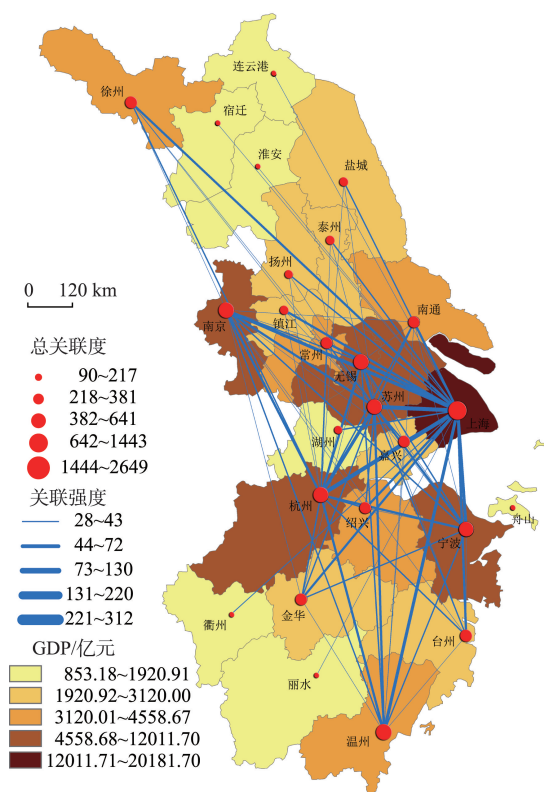 连云港
徐州
宿迁
淮安
盐城
泰州
扬州
0 120 km
南京
镇江
南通
常州
无锡
总关联度
90~217
218~381
382~641
642~1443
1444~2649
苏州
上海
湖州
嘉兴
关联强度
28~43
44~72
73~130
131~220
221~312
杭州
绍兴
宁波
舟山
金华
衢州
台州
丽水
温州
GDP/亿元
853.18~1920.91
1920.92~3120.00
3120.01~4558.67
4558.68~12011.70
12011.71~20181.70